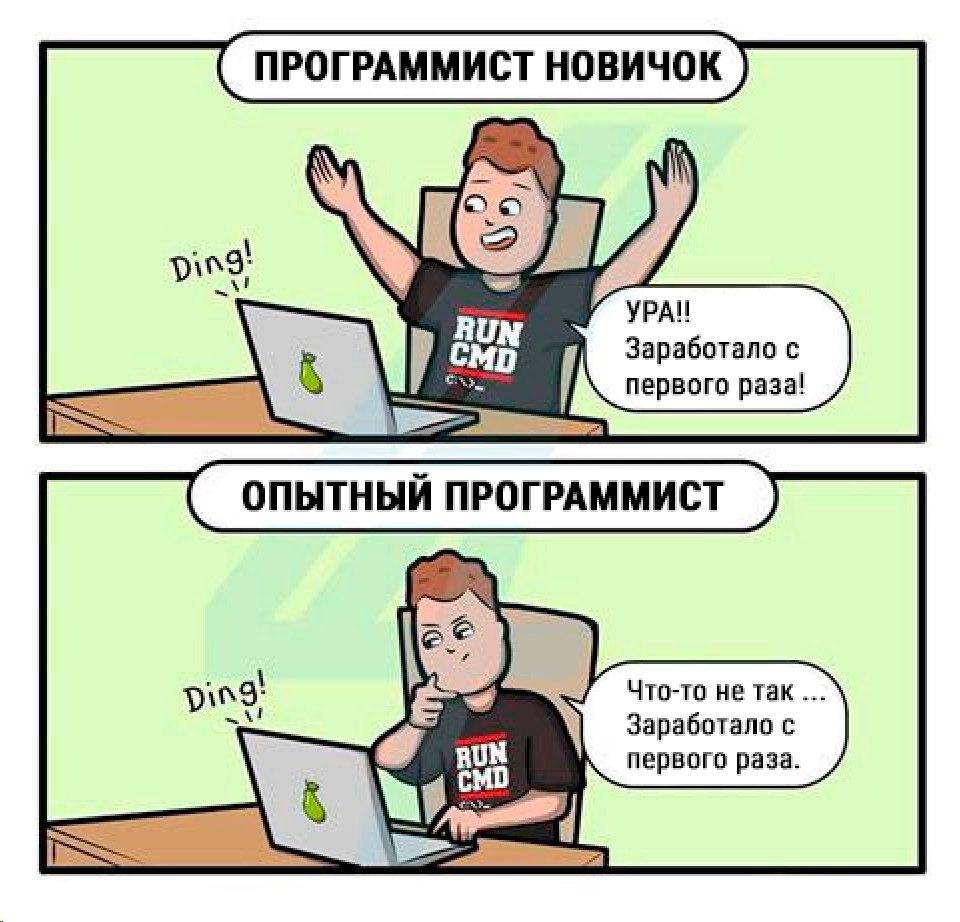 ПРОГРАММИСТ НОВИЧОК
Ding!
RUN
CMD
C:\>_
УРА!!
Заработало с
первого раза!
ОПЫТНЫЙ ПРОГРАММИСТ
Ding!
RUN
CMD
C:\>_
Что-то не так ...
Заработало с
первого раза.